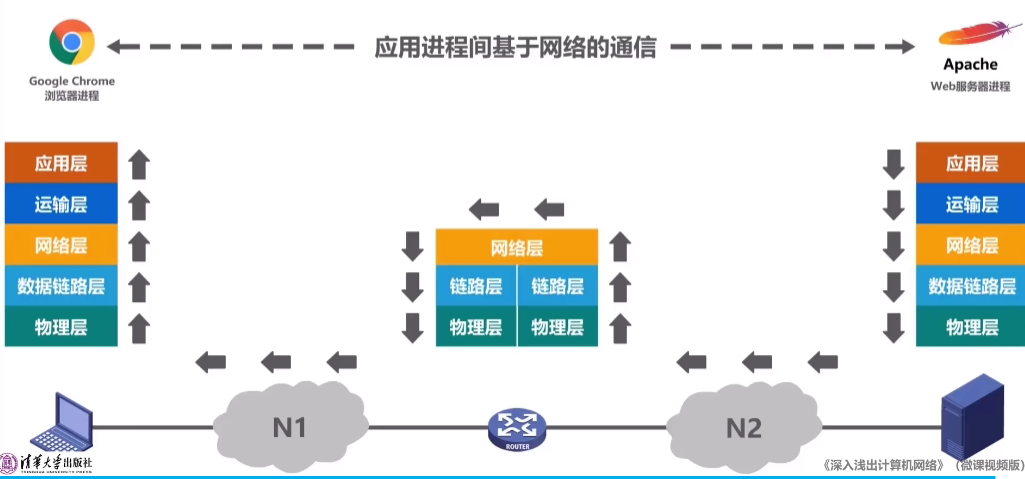 应用进程间基于网络的通信
Google Chrome
浏览器进程
Apache
Web服务器进程
应用层
运输层
网络层
数据链路层
物理层
网络层
链路层 链路层
物理层 物理层
应用层
运输层
网络层
数据链路层
物理层
N1
ROUTER
N2
清华大学出版社
TSINGHUA UNIVERSITY PRESS
《深入浅出计算机网络》（微课视频版）